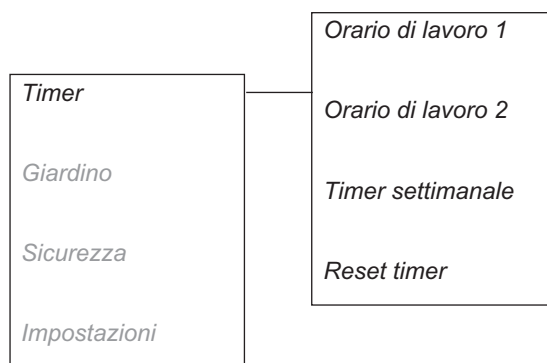 Timer
Giardino
Sicurezza
Impostazioni
Orario di lavoro 1
Orario di lavoro 2
Timer settimanale
Reset timer